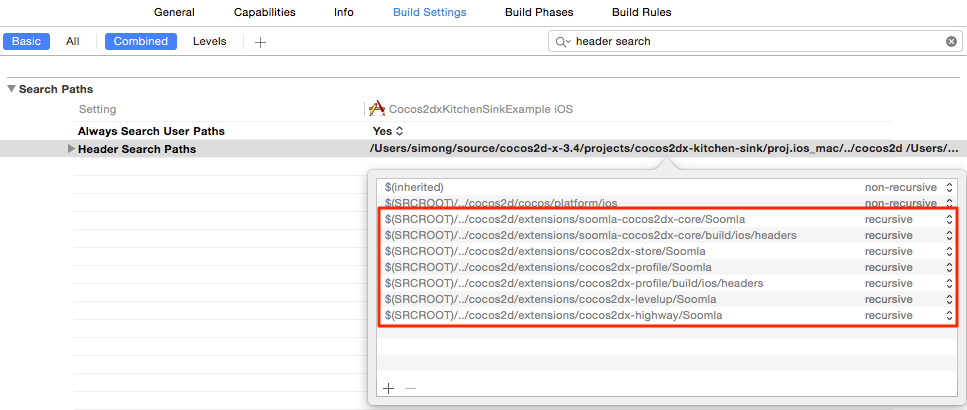 General Capabilities Info Build Settings Build Phases Build Rules
Basic All Combined Levels + header search
Search Paths
Setting Cocos2dxKitchenSinkExample iOS
Always Search User Paths Yes
Header Search Paths /Users/simong/source/cocos2d-x-3.4/projects/cocos2dx-kitchen-sink/proj.ios_mac/../cocos2d /Users/...
$(inherited) non-recursive
$(SRCROOT)/../cocos2d/cocos/platform/ios non-recursive
$(SRCROOT)/../cocos2d/extensions/soomla-cocos2dx-core/Soomla recursive
$(SRCROOT)/../cocos2d/extensions/soomla-cocos2dx-core/build/ios/headers recursive
$(SRCROOT)/../cocos2d/extensions/cocos2dx-store/Soomla recursive
$(SRCROOT)/../cocos2d/extensions/cocos2dx-profile/Soomla recursive
$(SRCROOT)/../cocos2d/extensions/cocos2dx-profile/build/ios/headers recursive
$(SRCROOT)/../cocos2d/extensions/cocos2dx-levelup/Soomla recursive
$(SRCROOT)/../cocos2d/extensions/cocos2dx-highway/Soomla recursive
+ —